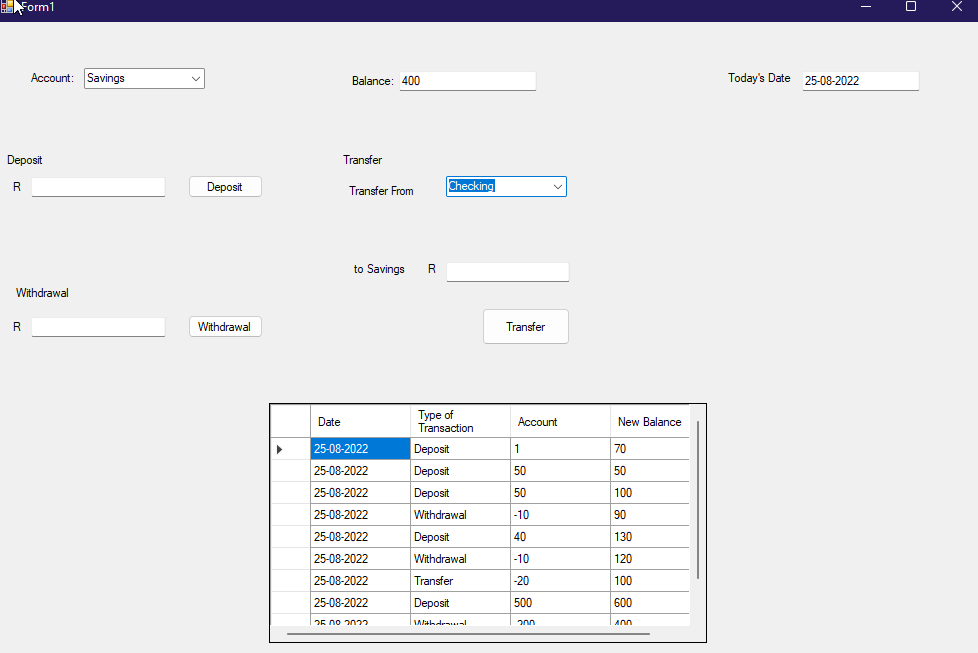 Form1
Account: Savings Balance: 400 Today's Date 25-08-2022
Deposit Transfer
R Deposit Transfer From Checking
to Savings R
Withdrawal
R Withdrawal Transfer
Date Type of Transaction Account New Balance
25-08-2022 Deposit 1 70
25-08-2022 Deposit 50 50
25-08-2022 Deposit 50 100
25-08-2022 Withdrawal -10 90
25-08-2022 Deposit 40 130
25-08-2022 Withdrawal -10 120
25-08-2022 Transfer -20 100
25-08-2022 Deposit 500 600
25-08-2022 Withdrawal -200 400